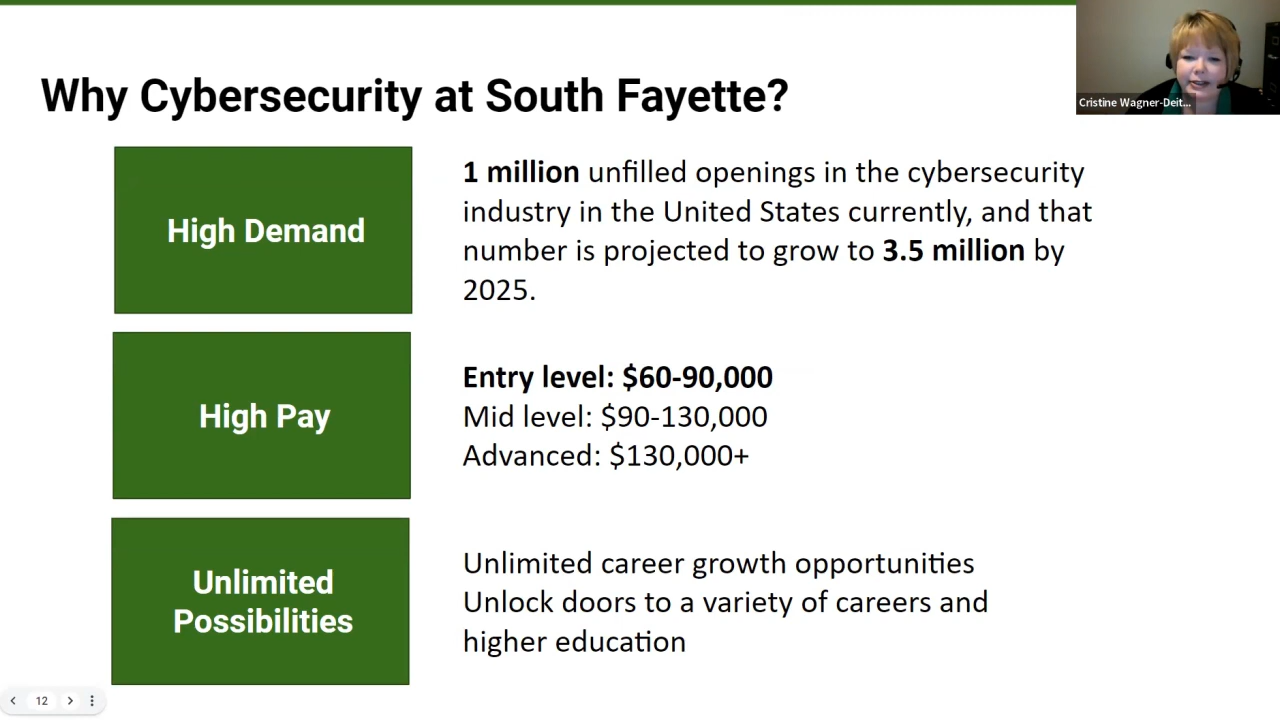 Why Cybersecurity at South Fayette?
Cristine Wagner-Deit...
High Demand
1 million unfilled openings in the cybersecurity
industry in the United States currently, and that
number is projected to grow to 3.5 million by
2025.
High Pay
Entry level: $60-90,000
Mid level: $90-130,000
Advanced: $130,000+
Unlimited
Possibilities
Unlimited career growth opportunities
Unlock doors to a variety of careers and
higher education
12